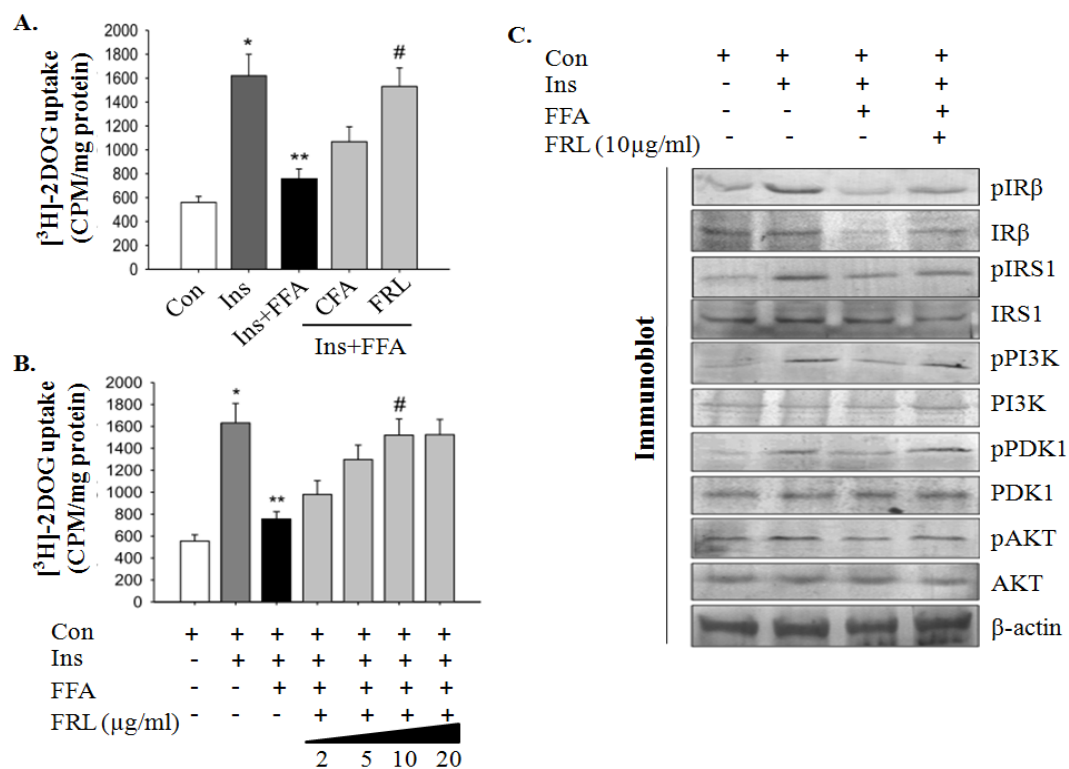 A.
[³H]-2DOG uptake
(CPM/mg protein)
2000
1800
1600
1400
1200
1000
800
600
400
200
0
*
**
#
Con
Ins
Ins+FFA
CFA
FRL
Ins+FFA
B.
[³H]-2DOG uptake
(CPM/mg protein)
2000
1800
1600
1400
1200
1000
800
600
400
200
0
*
**
#
Con + + + + + + +
Ins - + + + + + +
FFA - - + + + + +
FRL (µg/ml) - - - + + + +
2 5 10 20
C.
Con + + + +
Ins - + + +
FFA - - + +
FRL (10µg/ml) - - - +
Immunoblot
pIRβ
IRβ
pIRS1
IRS1
pPI3K
PI3K
pPDK1
PDK1
pAKT
AKT
β-actin